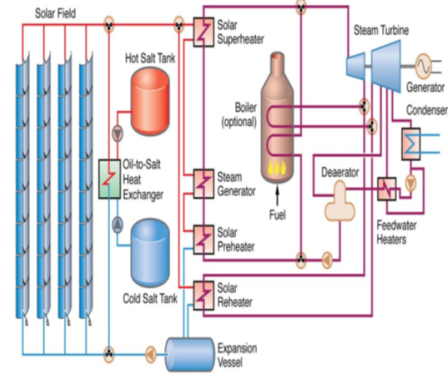 Solar Field
Solar
Superheater
Hot Salt Tank
Steam Turbine
Generator
Condenser
Boiler
(optional)
Oil-to-Salt
Heat
Exchanger
Steam
Generator
Deaerator
Fuel
Feedwater
Heaters
Solar
Preheater
Cold Salt Tank
Solar
Reheater
Expansion
Vessel